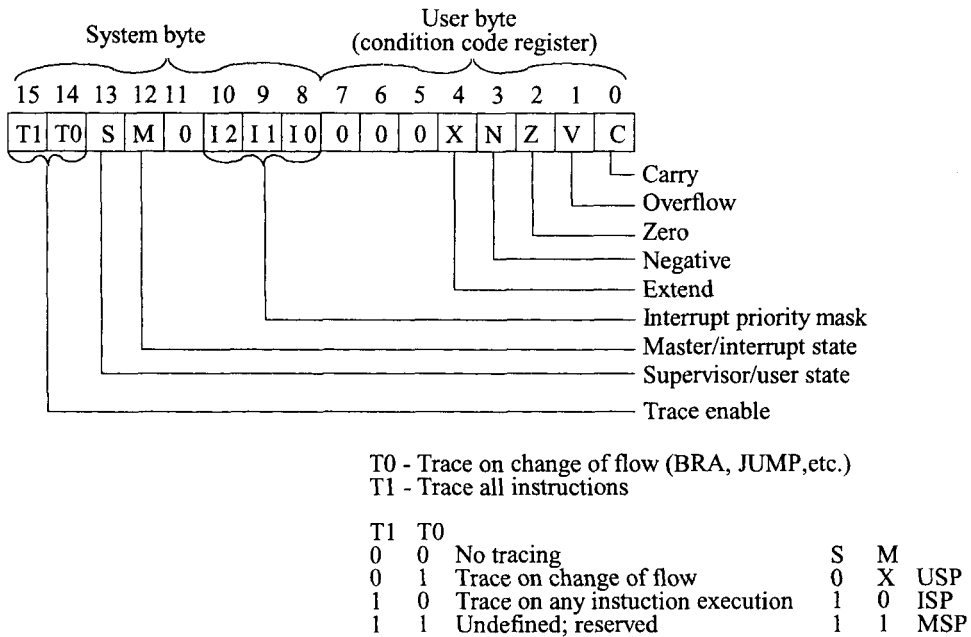 System byte
User byte
(condition code register)
15 14 13 12 11 10 9 8 7 6 5 4 3 2 1 0
T1 T0 S M 0 I2 I1 I0 0 0 0 X N Z V C
Carry
Overflow
Zero
Negative
Extend
Interrupt priority mask
Master/interrupt state
Supervisor/user state
Trace enable
T0 - Trace on change of flow (BRA, JUMP,etc.)
T1 - Trace all instructions
T1 T0
0 0 No tracing S M
0 1 Trace on change of flow 0 X USP
1 0 Trace on any instuction execution 1 0 ISP
1 1 Undefined; reserved 1 1 MSP